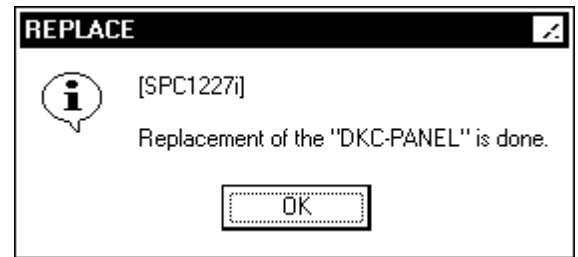 REPLACE
[SPC1227i]
Replacement of the "DKC-PANEL" is done.
OK